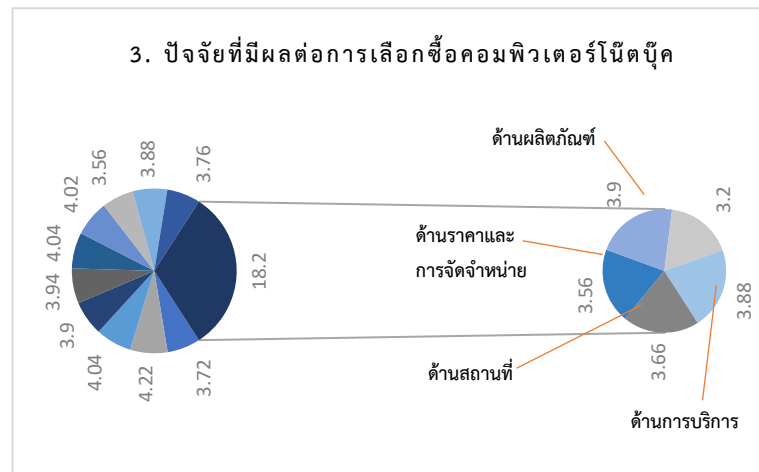 3. ปัจจัยที่มีผลต่อการเลือกซื้อคอมพิวเตอร์โน๊ตบุ๊ค
ด้านผลิตภัณฑ์
3.76
3.88
3.56
4.02
4.04
3.94
3.9
4.04
4.22
3.72
18.2
3.9
3.2
ด้านราคาและ
การจัดจำหน่าย
3.56
3.88
3.66
ด้านสถานที่
ด้านการบริการ